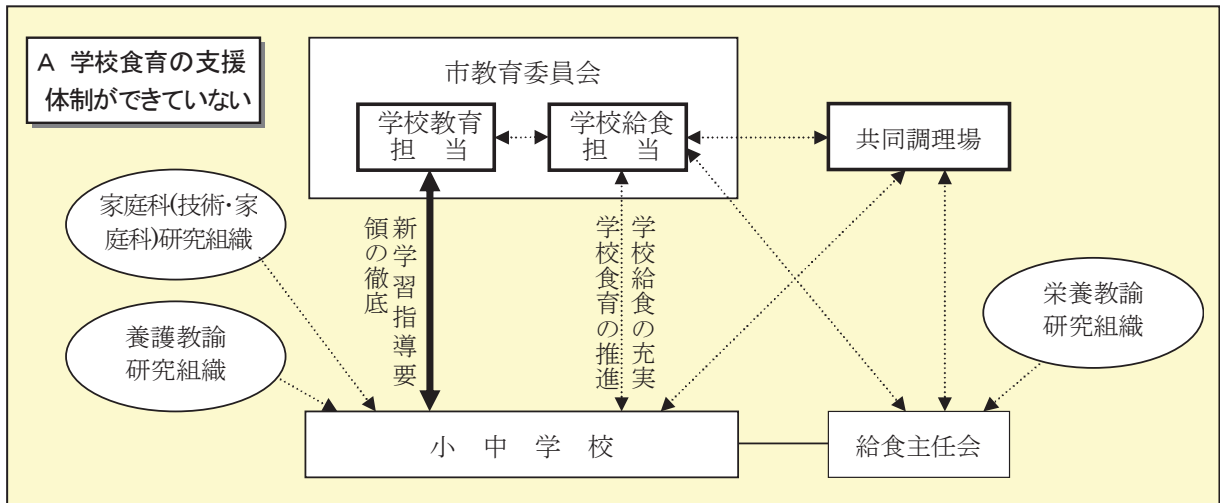 A 学校食育の支援
体制ができていない
市教育委員会
学校教育
担 当
学校給食
担 当
共同調理場
家庭科(技術・家
庭科)研究組織
養護教諭
研究組織
新学習指導要
領の徹底
学校給食の充実
学校食育の推進
栄養教諭
研究組織
小 中 学 校
給食主任会